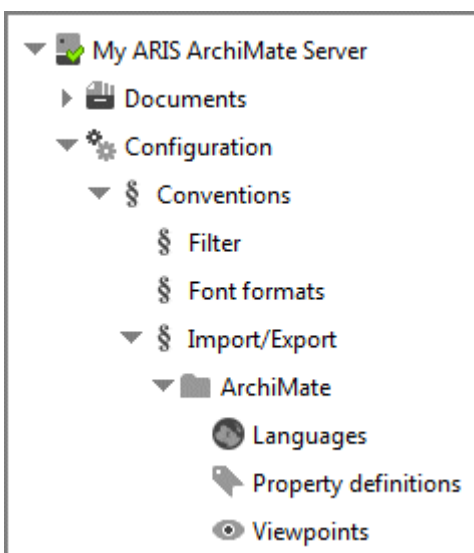 My ARIS ArchiMate Server
Documents
Configuration
§ Conventions
§ Filter
§ Font formats
§ Import/Export
ArchiMate
Languages
Property definitions
Viewpoints